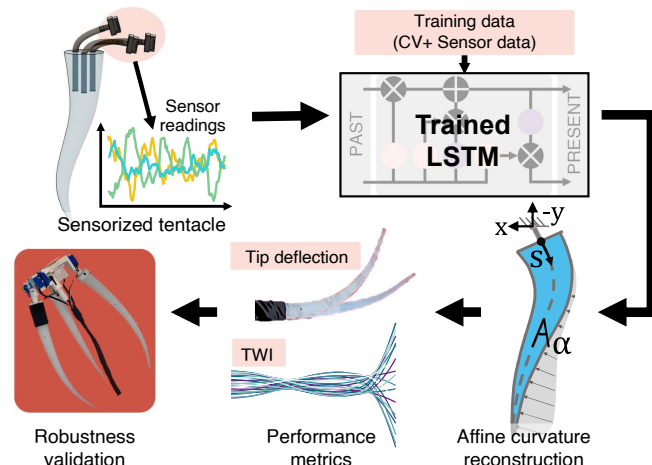 Training data
(CV+ Sensor data)
Sensor
readings
Sensorized tentacle
PAST
Trained
LSTM
PRESENT
x
-y
s
α
Tip deflection
TWI
Robustness
validation
Performance
metrics
Affine curvature
reconstruction